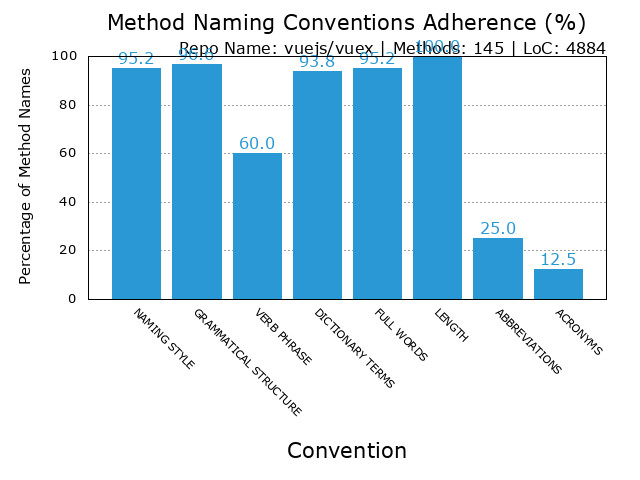 Method Naming Conventions Adherence (%)
Repo Name: vuejs/vuex | Methods: 145 | LoC: 4884
Percentage of Method Names
100
80
60
40
20
0
95.2
60.0
93.8
95.2
100.0
25.0
12.5
NAMING STYLE
GRAMMATICAL STRUCTURE
VERB PHRASE
DICTIONARY TERMS
FULL WORDS
LENGTH
ABBREVIATIONS
ACRONYMS
Convention